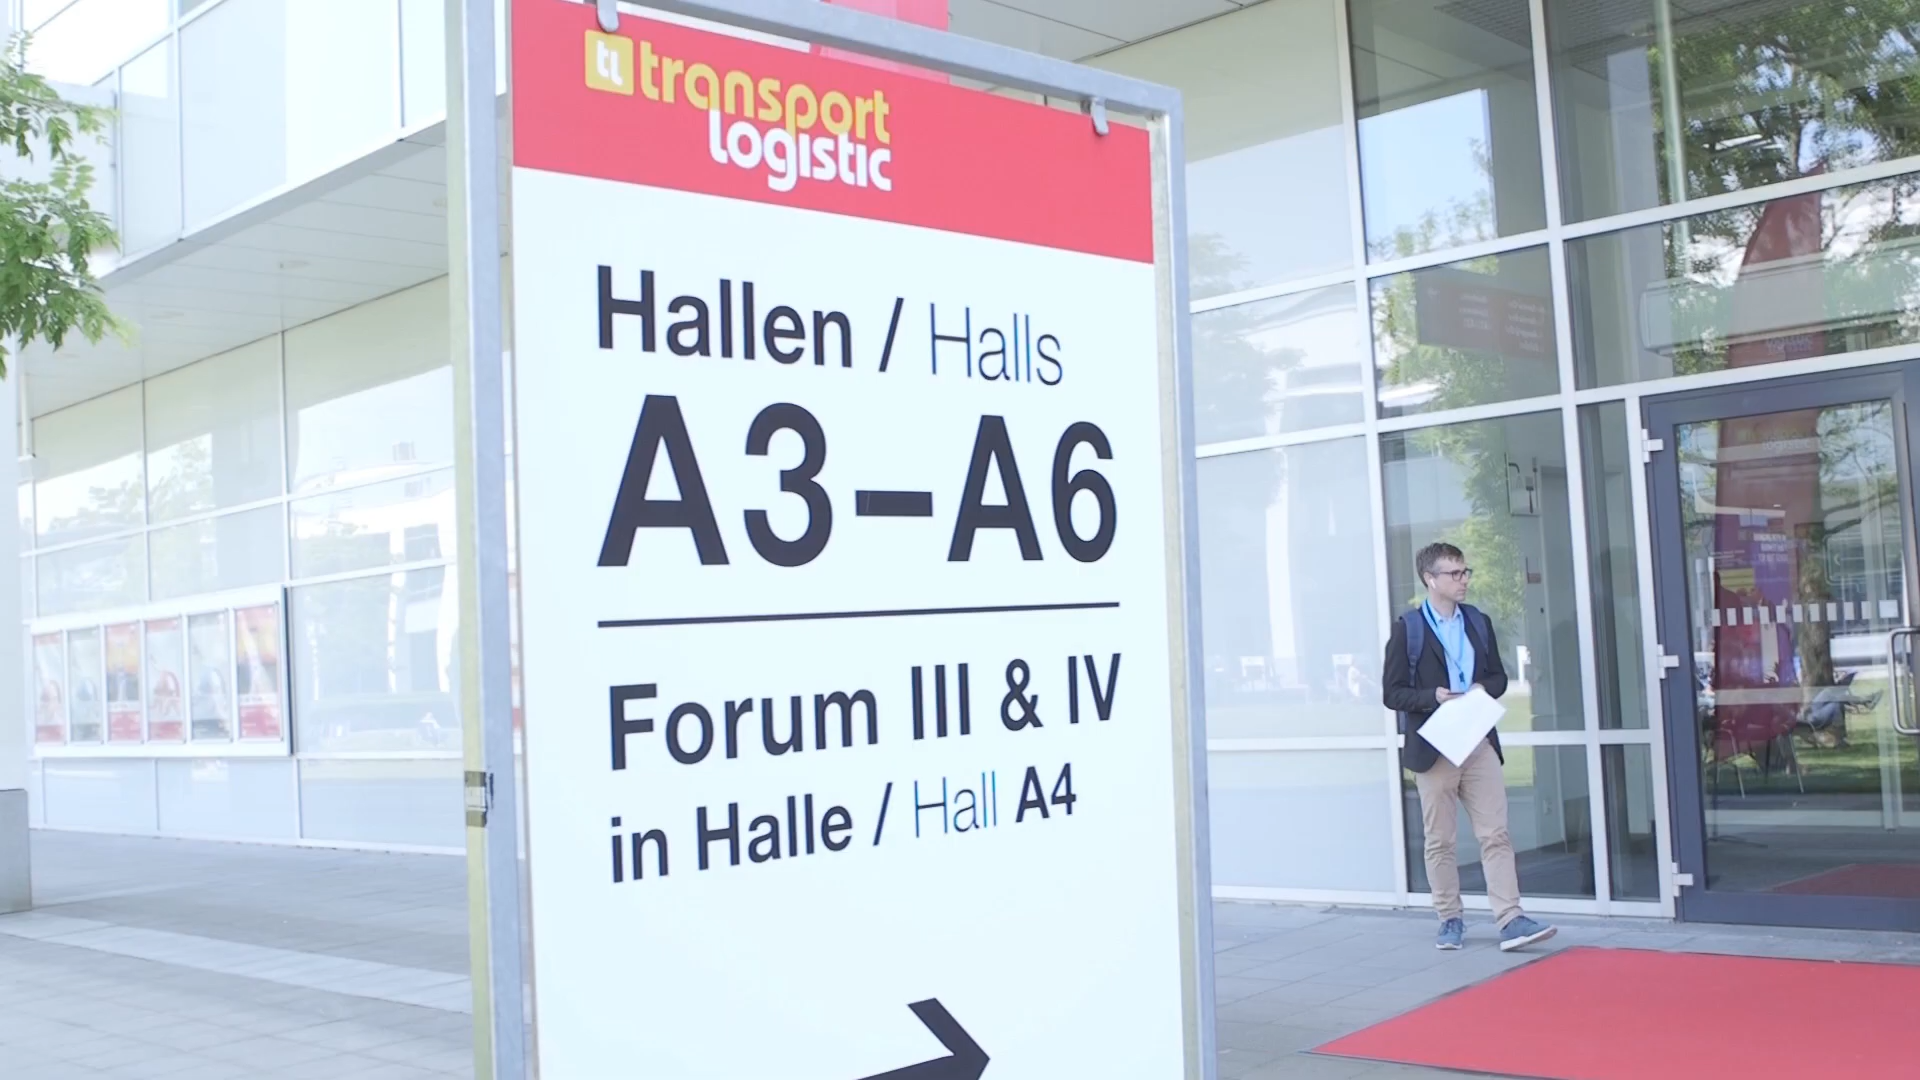 tl transport
logistic
Hallen / Halls
A3–A6
Forum III & IV
in Halle / Hall A4